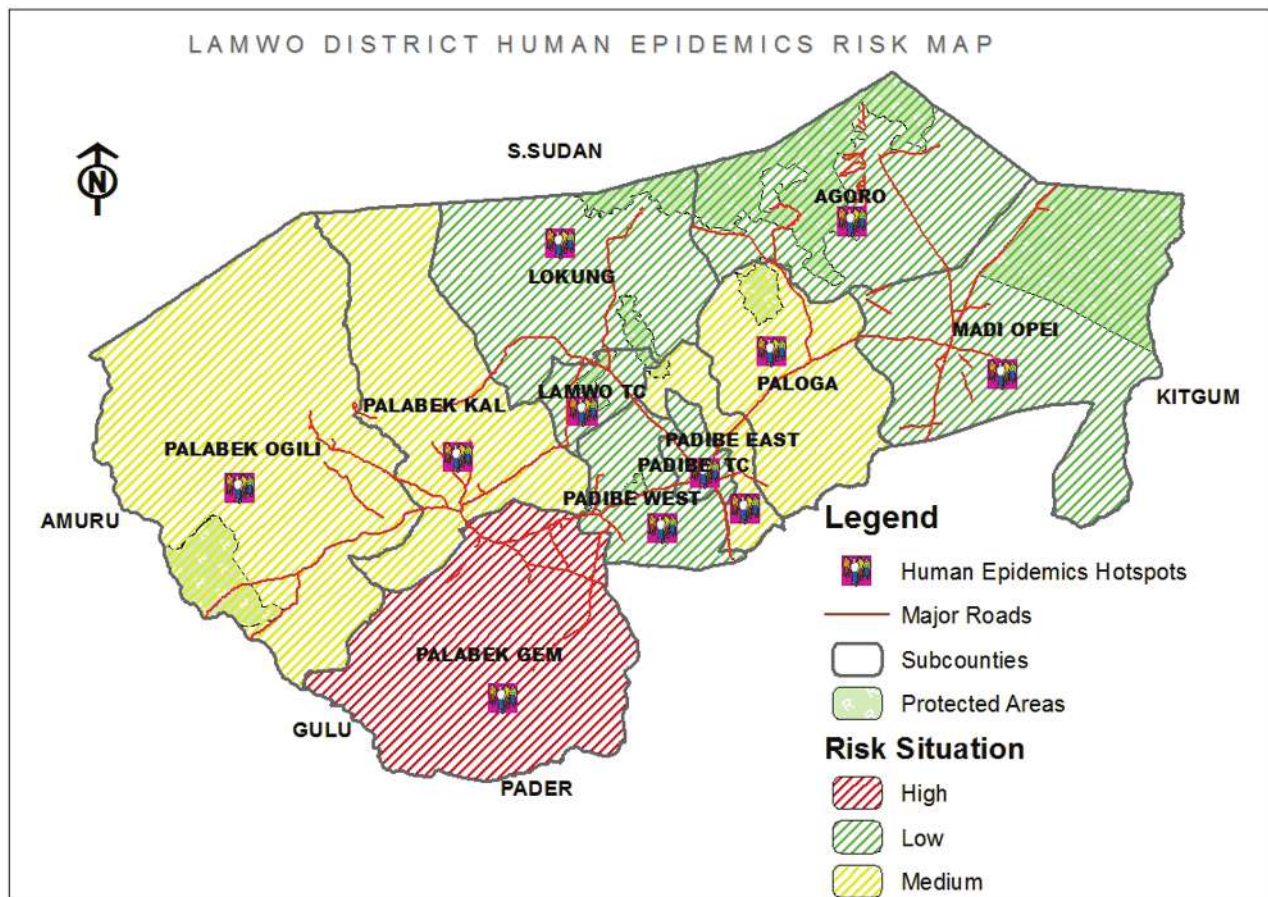 LAMWO DISTRICT HUMAN EPIDEMICS RISK MAP
N
S.SUDAN
AGORO
LOKUNG
MADI OPEI
PALOGA
KITGUM
LAMWO TC
PALABEK KAL
PADIBE EAST
PALABEK OGILI
PADIBE TC
PADIBE WEST
AMURU
PALABEK GEM
GULU
PADER
Legend
Human Epidemics Hotspots
Major Roads
Subcounties
Protected Areas
Risk Situation
High
Low
Medium